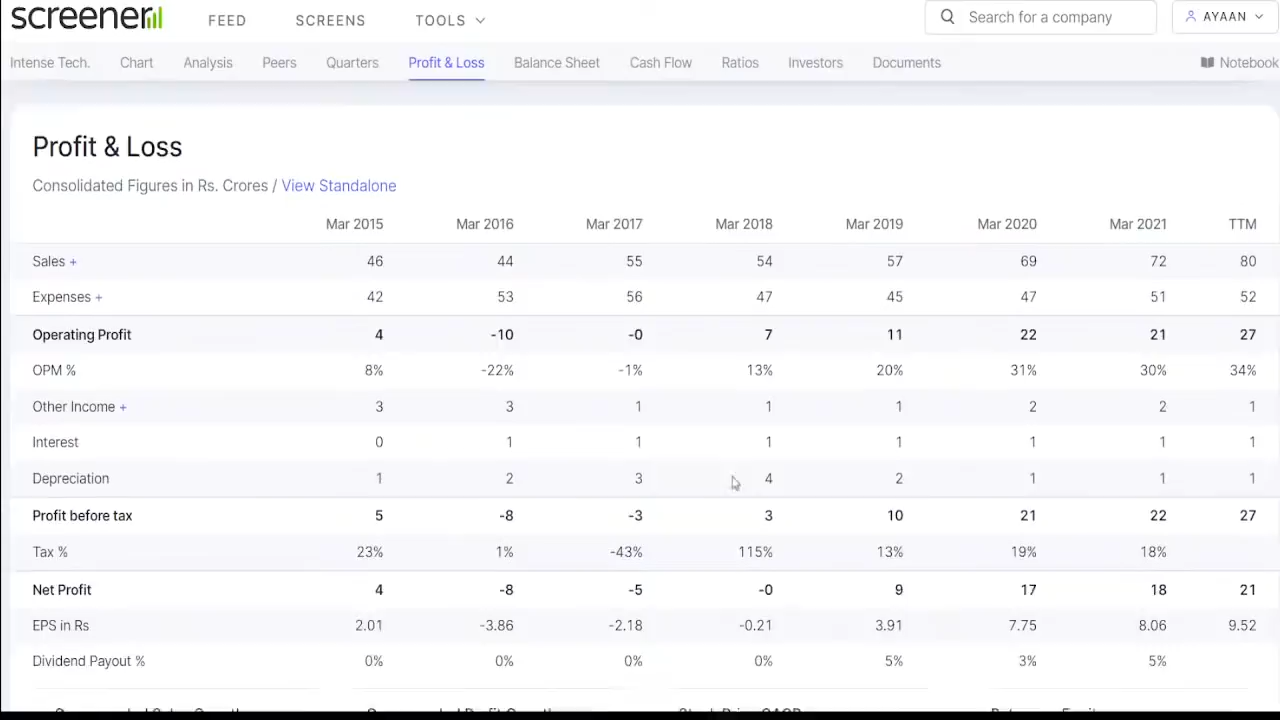 screener FEED SCREENS TOOLS Search for a company AYAAN
Intense Tech. Chart Analysis Peers Quarters Profit & Loss Balance Sheet Cash Flow Ratios Investors Documents Notebook
Profit & Loss
Consolidated Figures in Rs. Crores / View Standalone
Mar 2015 Mar 2016 Mar 2017 Mar 2018 Mar 2019 Mar 2020 Mar 2021 TTM
Sales + 46 44 55 54 57 69 72 80
Expenses + 42 53 56 47 45 47 51 52
Operating Profit 4 -10 -0 7 11 22 21 27
OPM % 8% -22% -1% 13% 20% 31% 30% 34%
Other Income + 3 3 1 1 1 2 2 1
Interest 0 1 1 1 1 1 1 1
Depreciation 1 2 3 4 2 1 1 1
Profit before tax 5 -8 -3 3 10 21 22 27
Tax % 23% 1% -43% 115% 13% 19% 18%
Net Profit 4 -8 -5 -0 9 17 18 21
EPS in Rs 2.01 -3.86 -2.18 -0.21 3.91 7.75 8.06 9.52
Dividend Payout % 0% 0% 0% 0% 5% 3% 5%